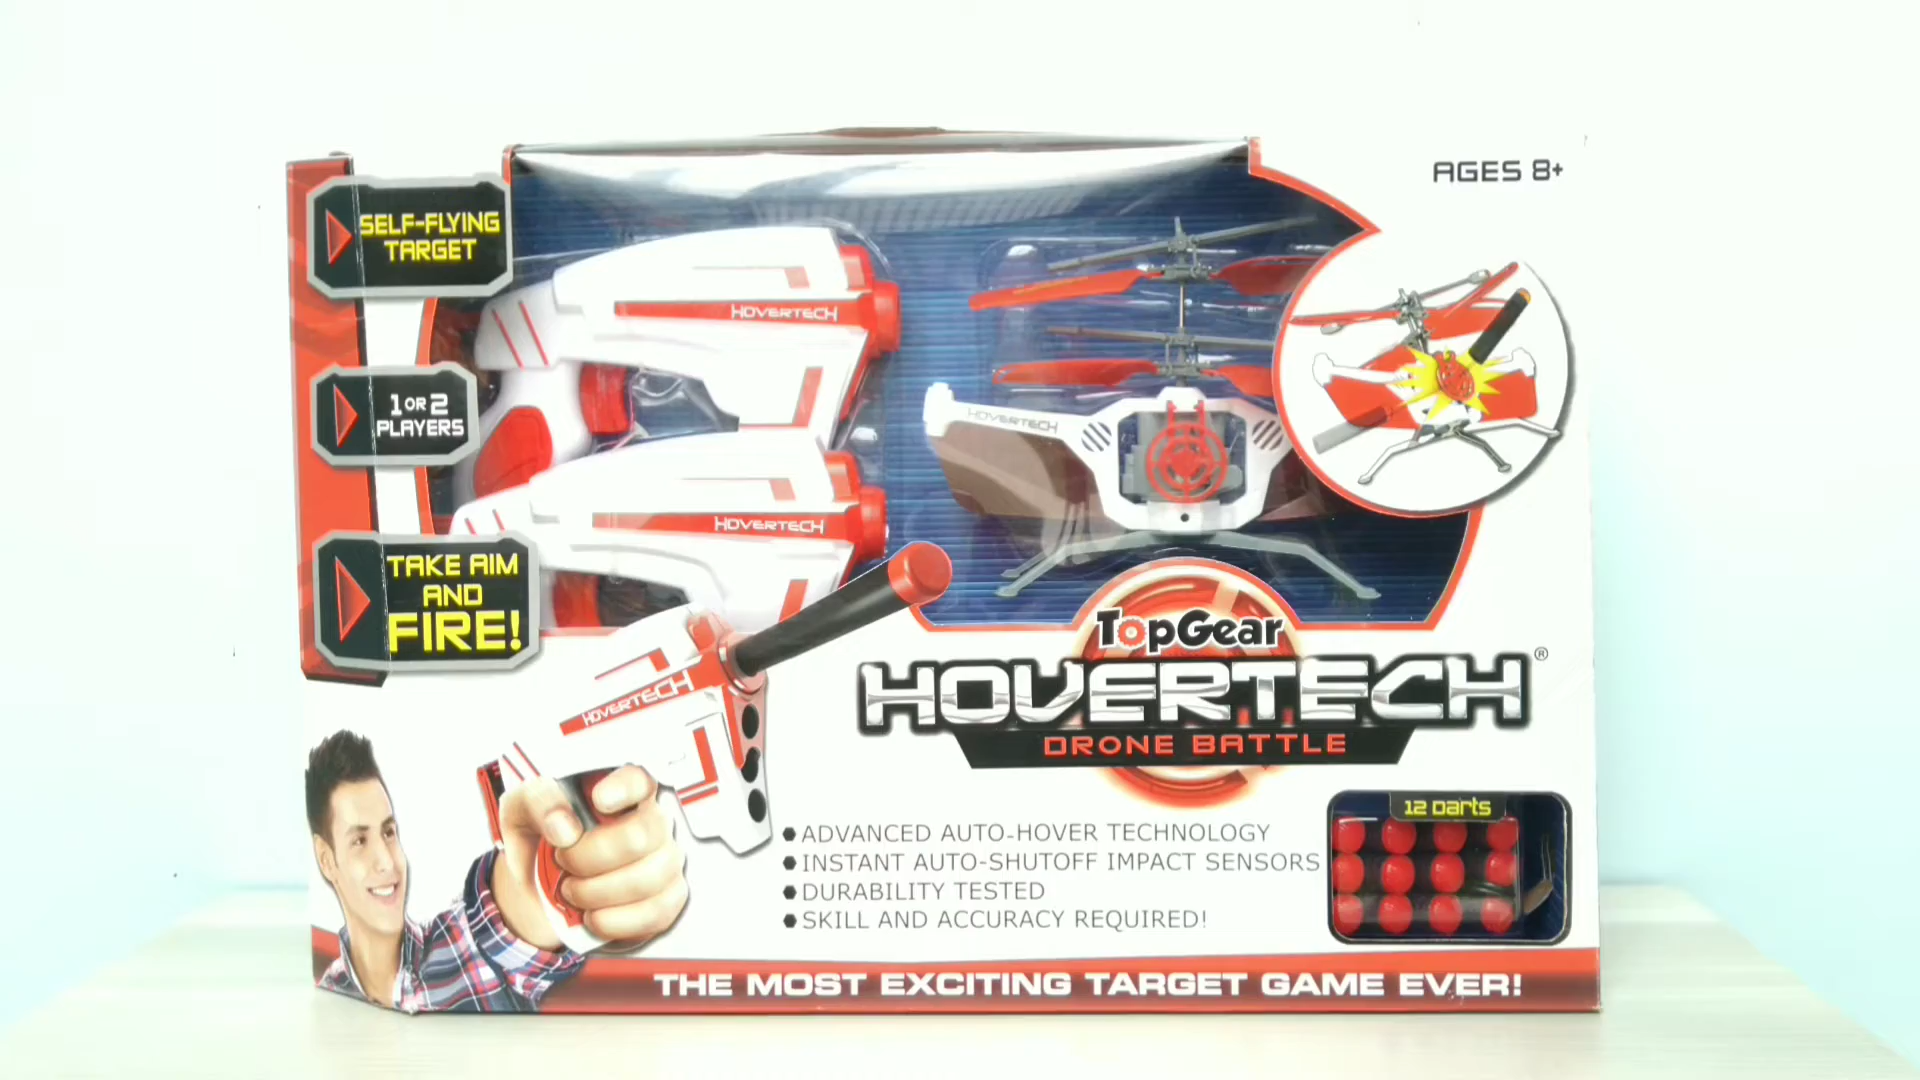 AGES 8+
SELF-FLYING
TARGET
HOVERTECH
1 OR 2
PLAYERS
HOVERTECH
HOVERTECH
TAKE AIM
AND
FIRE!
HOVERTECH
TopGear
HOVERTECH®
DRONE BATTLE
12 Darts
ADVANCED AUTO-HOVER TECHNOLOGY
INSTANT AUTO-SHUTOFF IMPACT SENSORS
DURABILITY TESTED
SKILL AND ACCURACY REQUIRED!
THE MOST EXCITING TARGET GAME EVER!